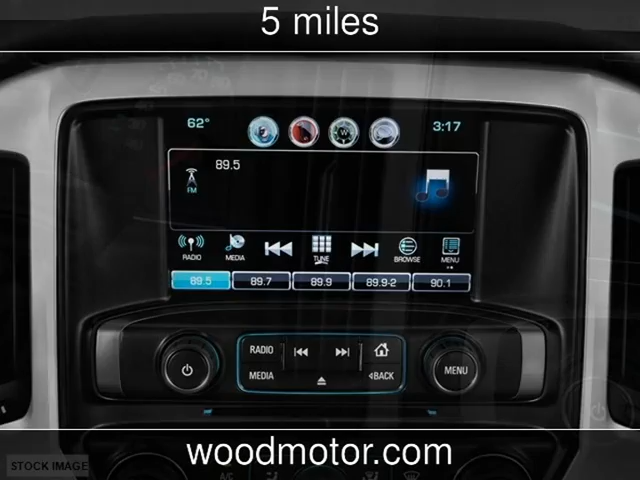 5 miles
62° 3:17
W
89.5
FM
RADIO MEDIA TUNE BROWSE MENU
89.5 89.7 89.9 89.9-2 90.1
RADIO
MEDIA ◄BACK
MENU
woodmotor.com
STOCK IMAGE
A/C